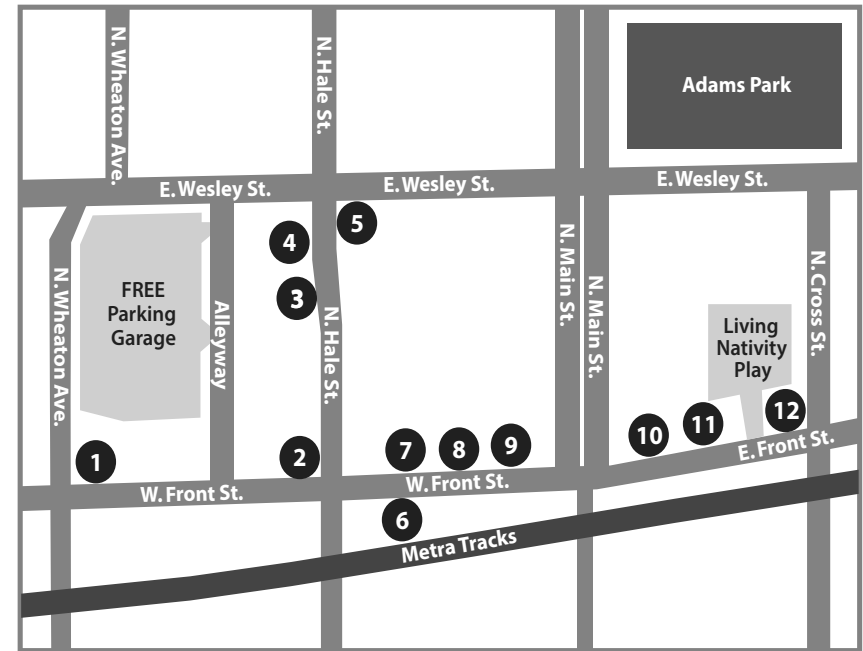 N. Wheaton Ave.
N. Hale St.
Adams Park
E. Wesley St.
E. Wesley St.
E. Wesley St.
5
4
3
N. Wheaton Ave.
FREE
Parking
Garage
Alleyway
N. Hale St.
N. Main St.
N. Main St.
N. Cross St.
Living
Nativity
Play
1
2
7
8
9
10
11
12
W. Front St.
W. Front St.
E. Front St.
6
Metra Tracks